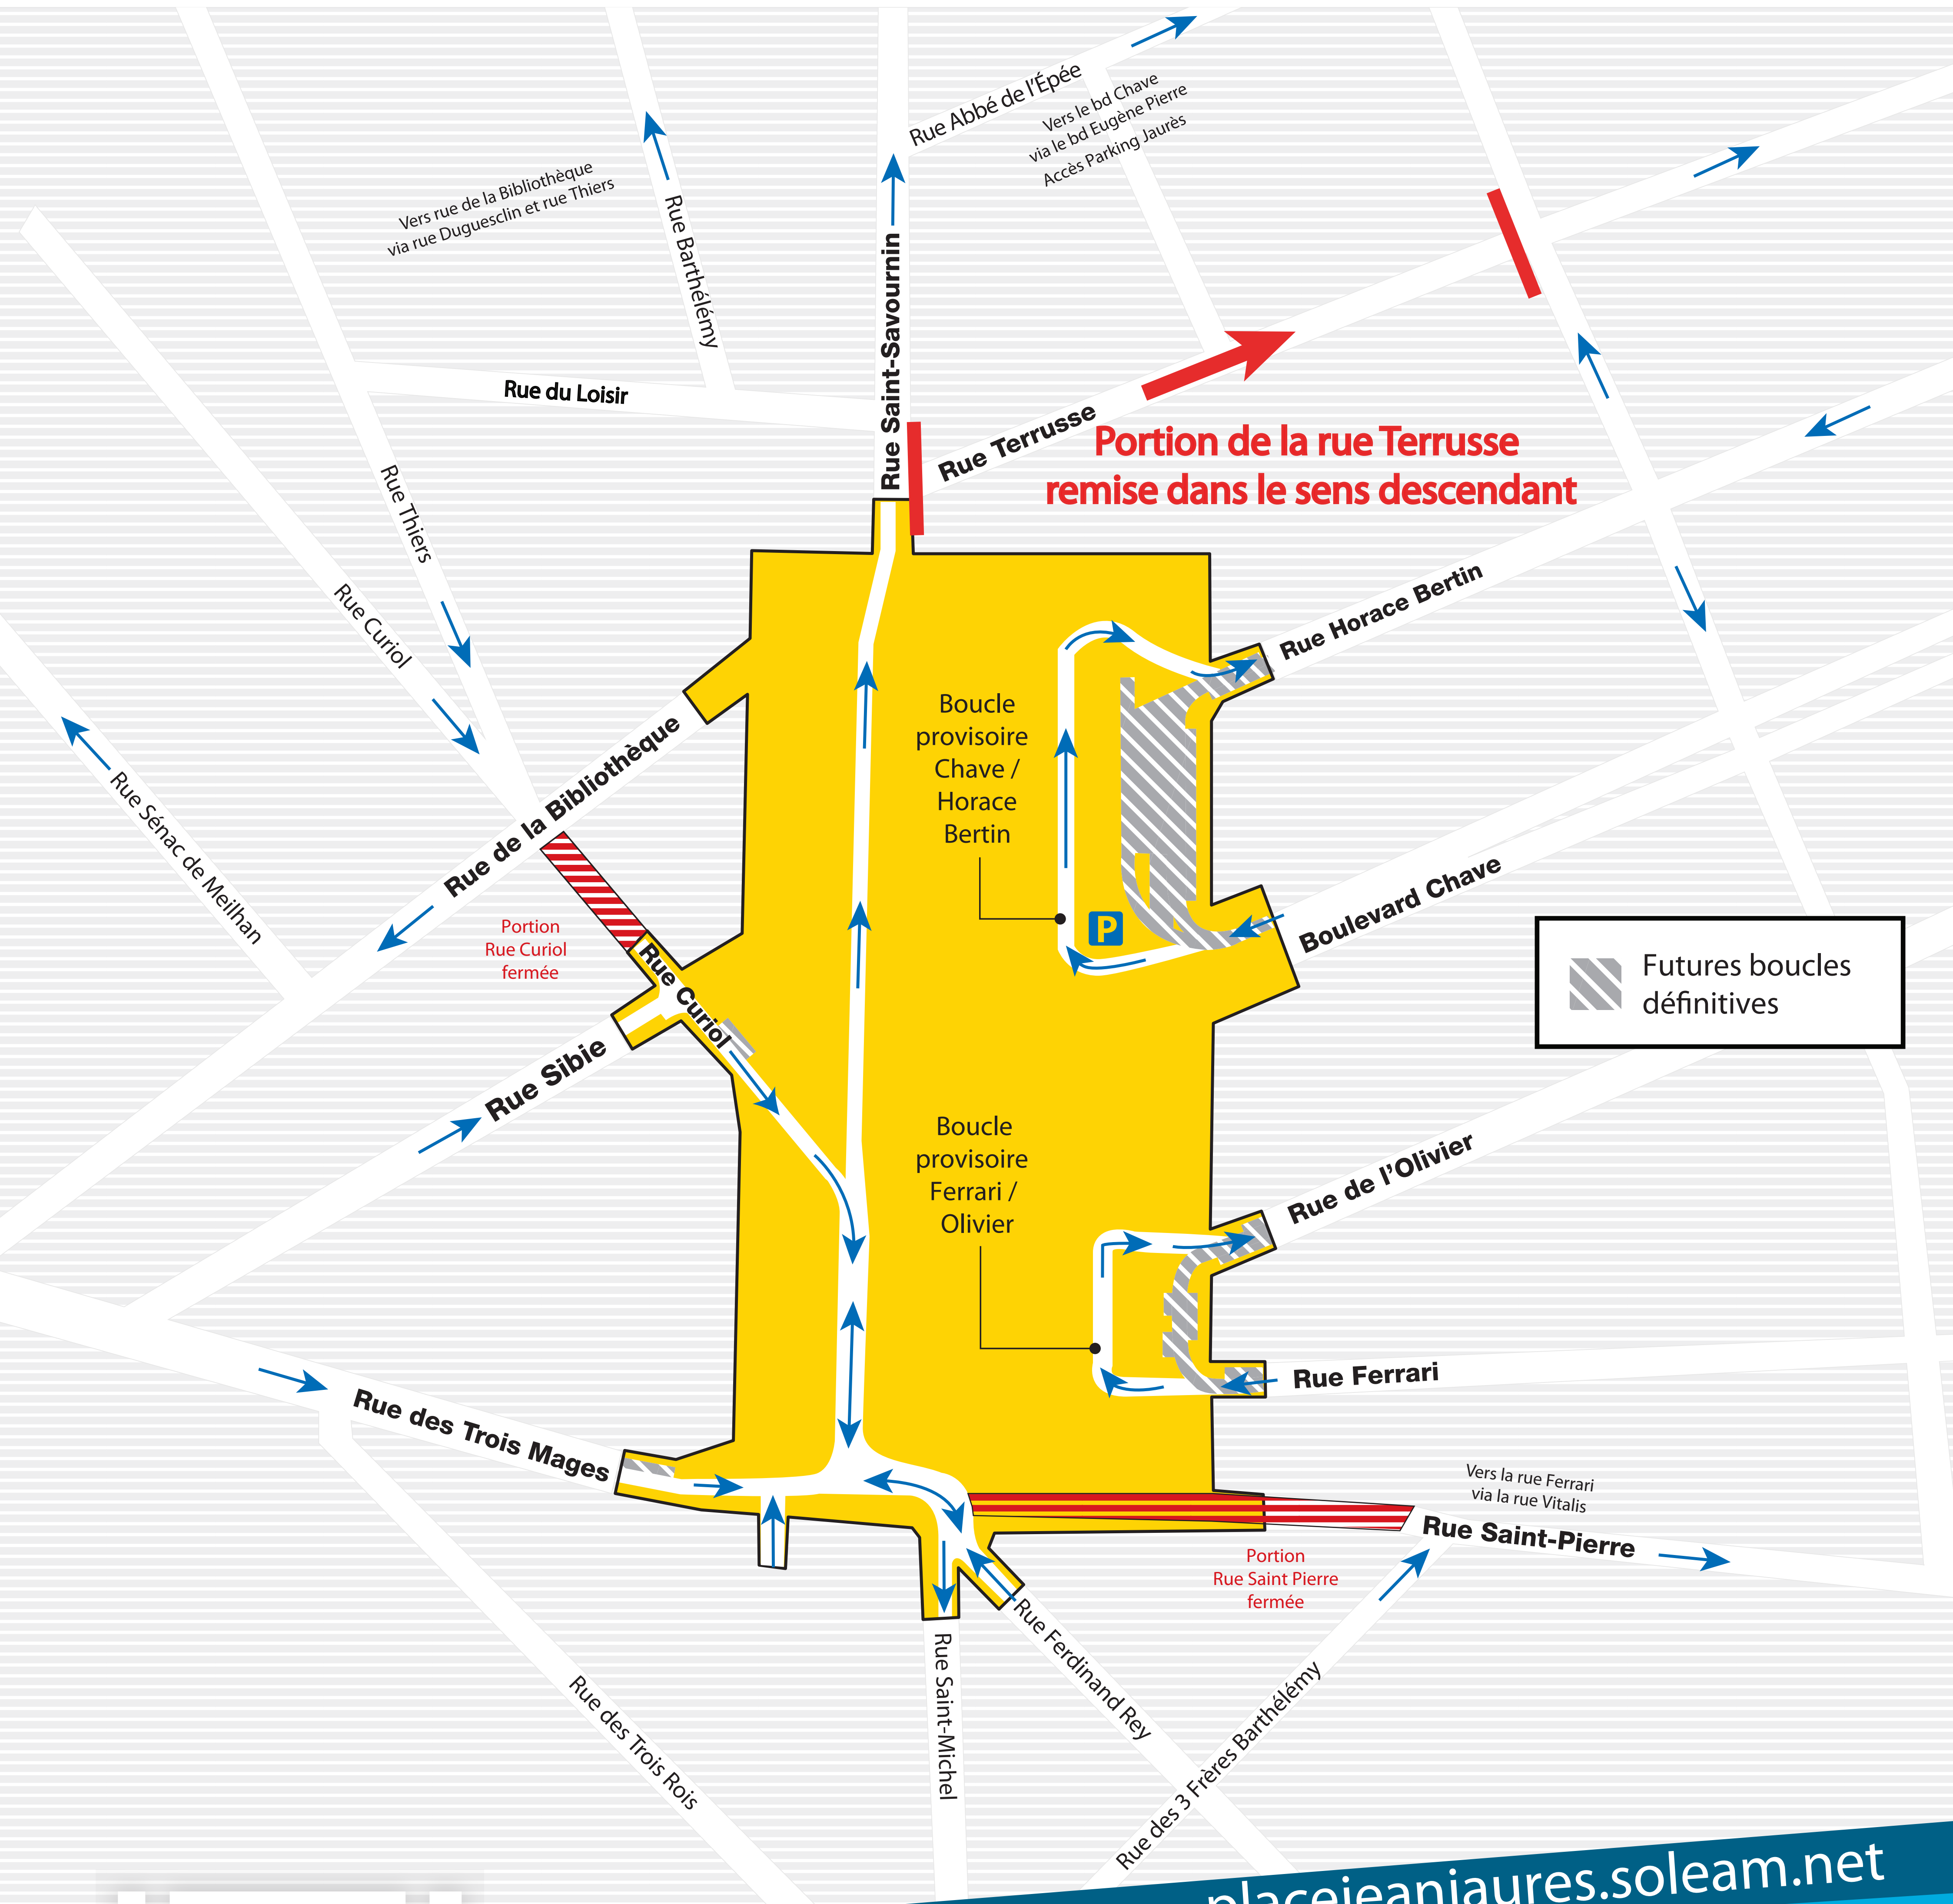 Rue Abbé de l'Épée
Vers le bd Chave
via le bd Eugène Pierre
Accès Parking Jaurès
Vers rue de la Bibliothèque
via rue Duguesclin et rue Thiers
Rue Barthélémy
Rue Saint-Savournin
Rue du Loisir
Rue Terrusse
Portion de la rue Terrusse
remise dans le sens descendant
Rue Thiers
Rue Curiol
Rue Horace Bertin
Rue de la Bibliothèque
Rue Sénac de Meilhan
Boucle
provisoire
Chave /
Horace
Bertin
P
Boulevard Chave
Portion
Rue Curiol
fermée
Rue Curiol
Futures boucles
définitives
Rue Sibie
Boucle
provisoire
Ferrari /
Olivier
Rue de l'Olivier
Rue Ferrari
Rue des Trois Mages
Vers la rue Ferrari
via la rue Vitalis
Rue Saint-Pierre
Portion
Rue Saint Pierre
fermée
Rue Ferdinand Rey
Rue Saint-Michel
Rue des 3 Frères Barthélémy
Rue des Trois Rois
placejeanjaures.soleam.net